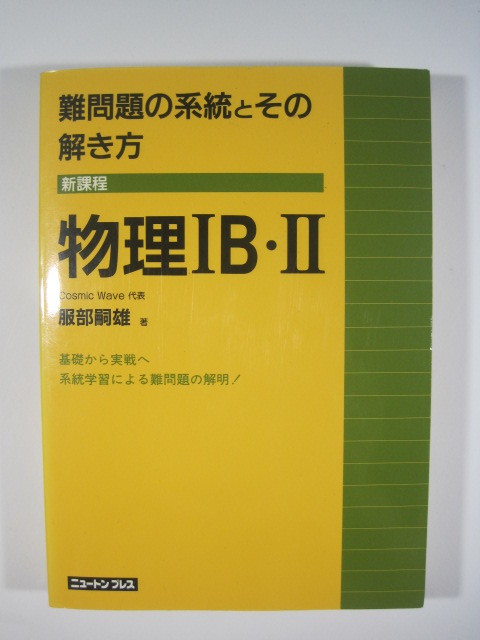 難問題の系統とその
解き方
新課程
物理ⅠB・Ⅱ
Cosmic Wave 代表
服部嗣雄 著
基礎から実戦へ
系統学習による難問題の解明!
ニュートン プレス